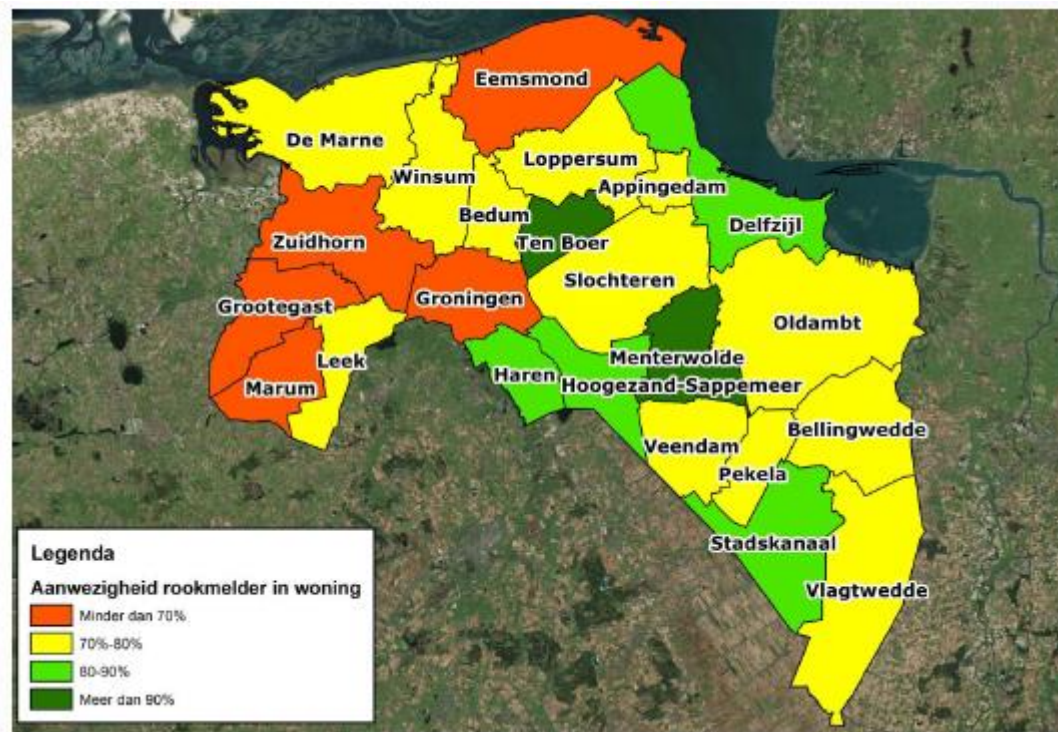 Eemsmond
De Marne
Loppersum
Winsum
Appingedam
Bedum
Delfzijl
Zuidhorn
Ten Boer
Slochteren
Groningen
Grootegast
Oldambt
Leek
Menterwolde
Haren
Hoogezand-Sappemeer
Marum
Bellingwedde
Veendam
Pekela
Stadskanaal
Vlagtwedde
Legenda
Aanwezigheid rookmelder in woning
Minder dan 70%
70%-80%
80-90%
Meer dan 90%